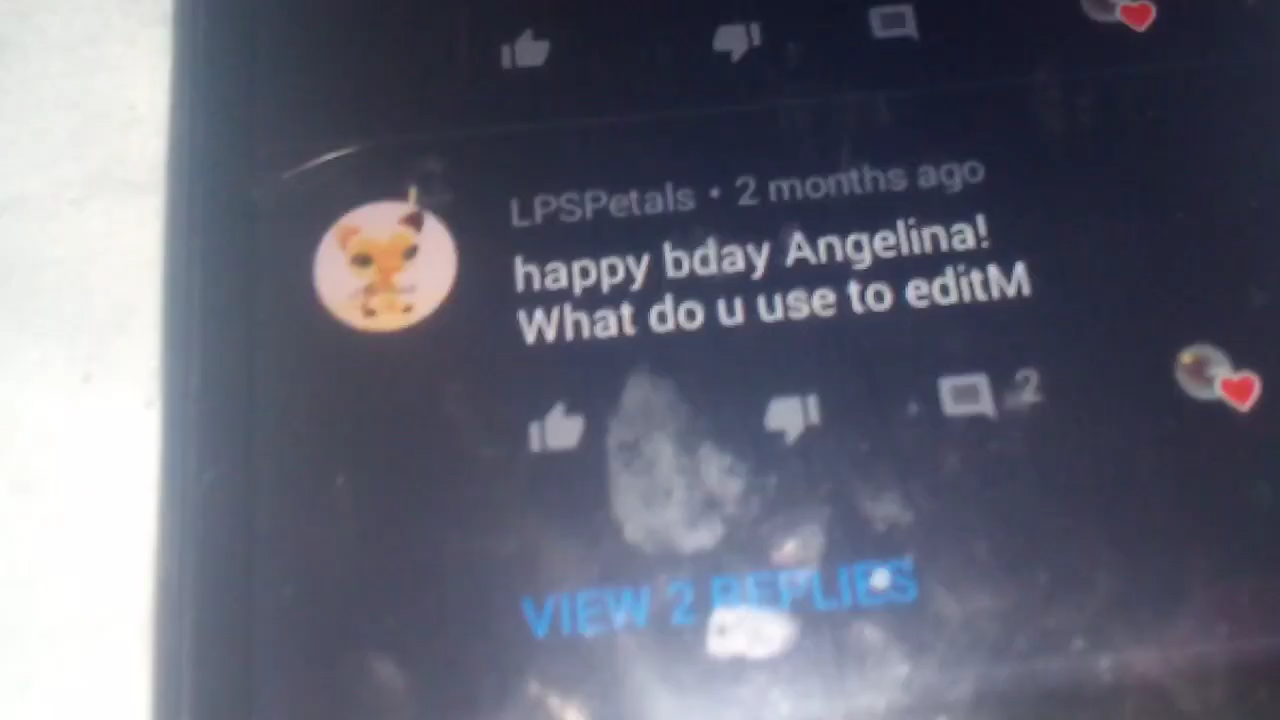 LPSPetals • 2 months ago
happy bday Angelina!
What do u use to editM
2
VIEW 2 REPLIES